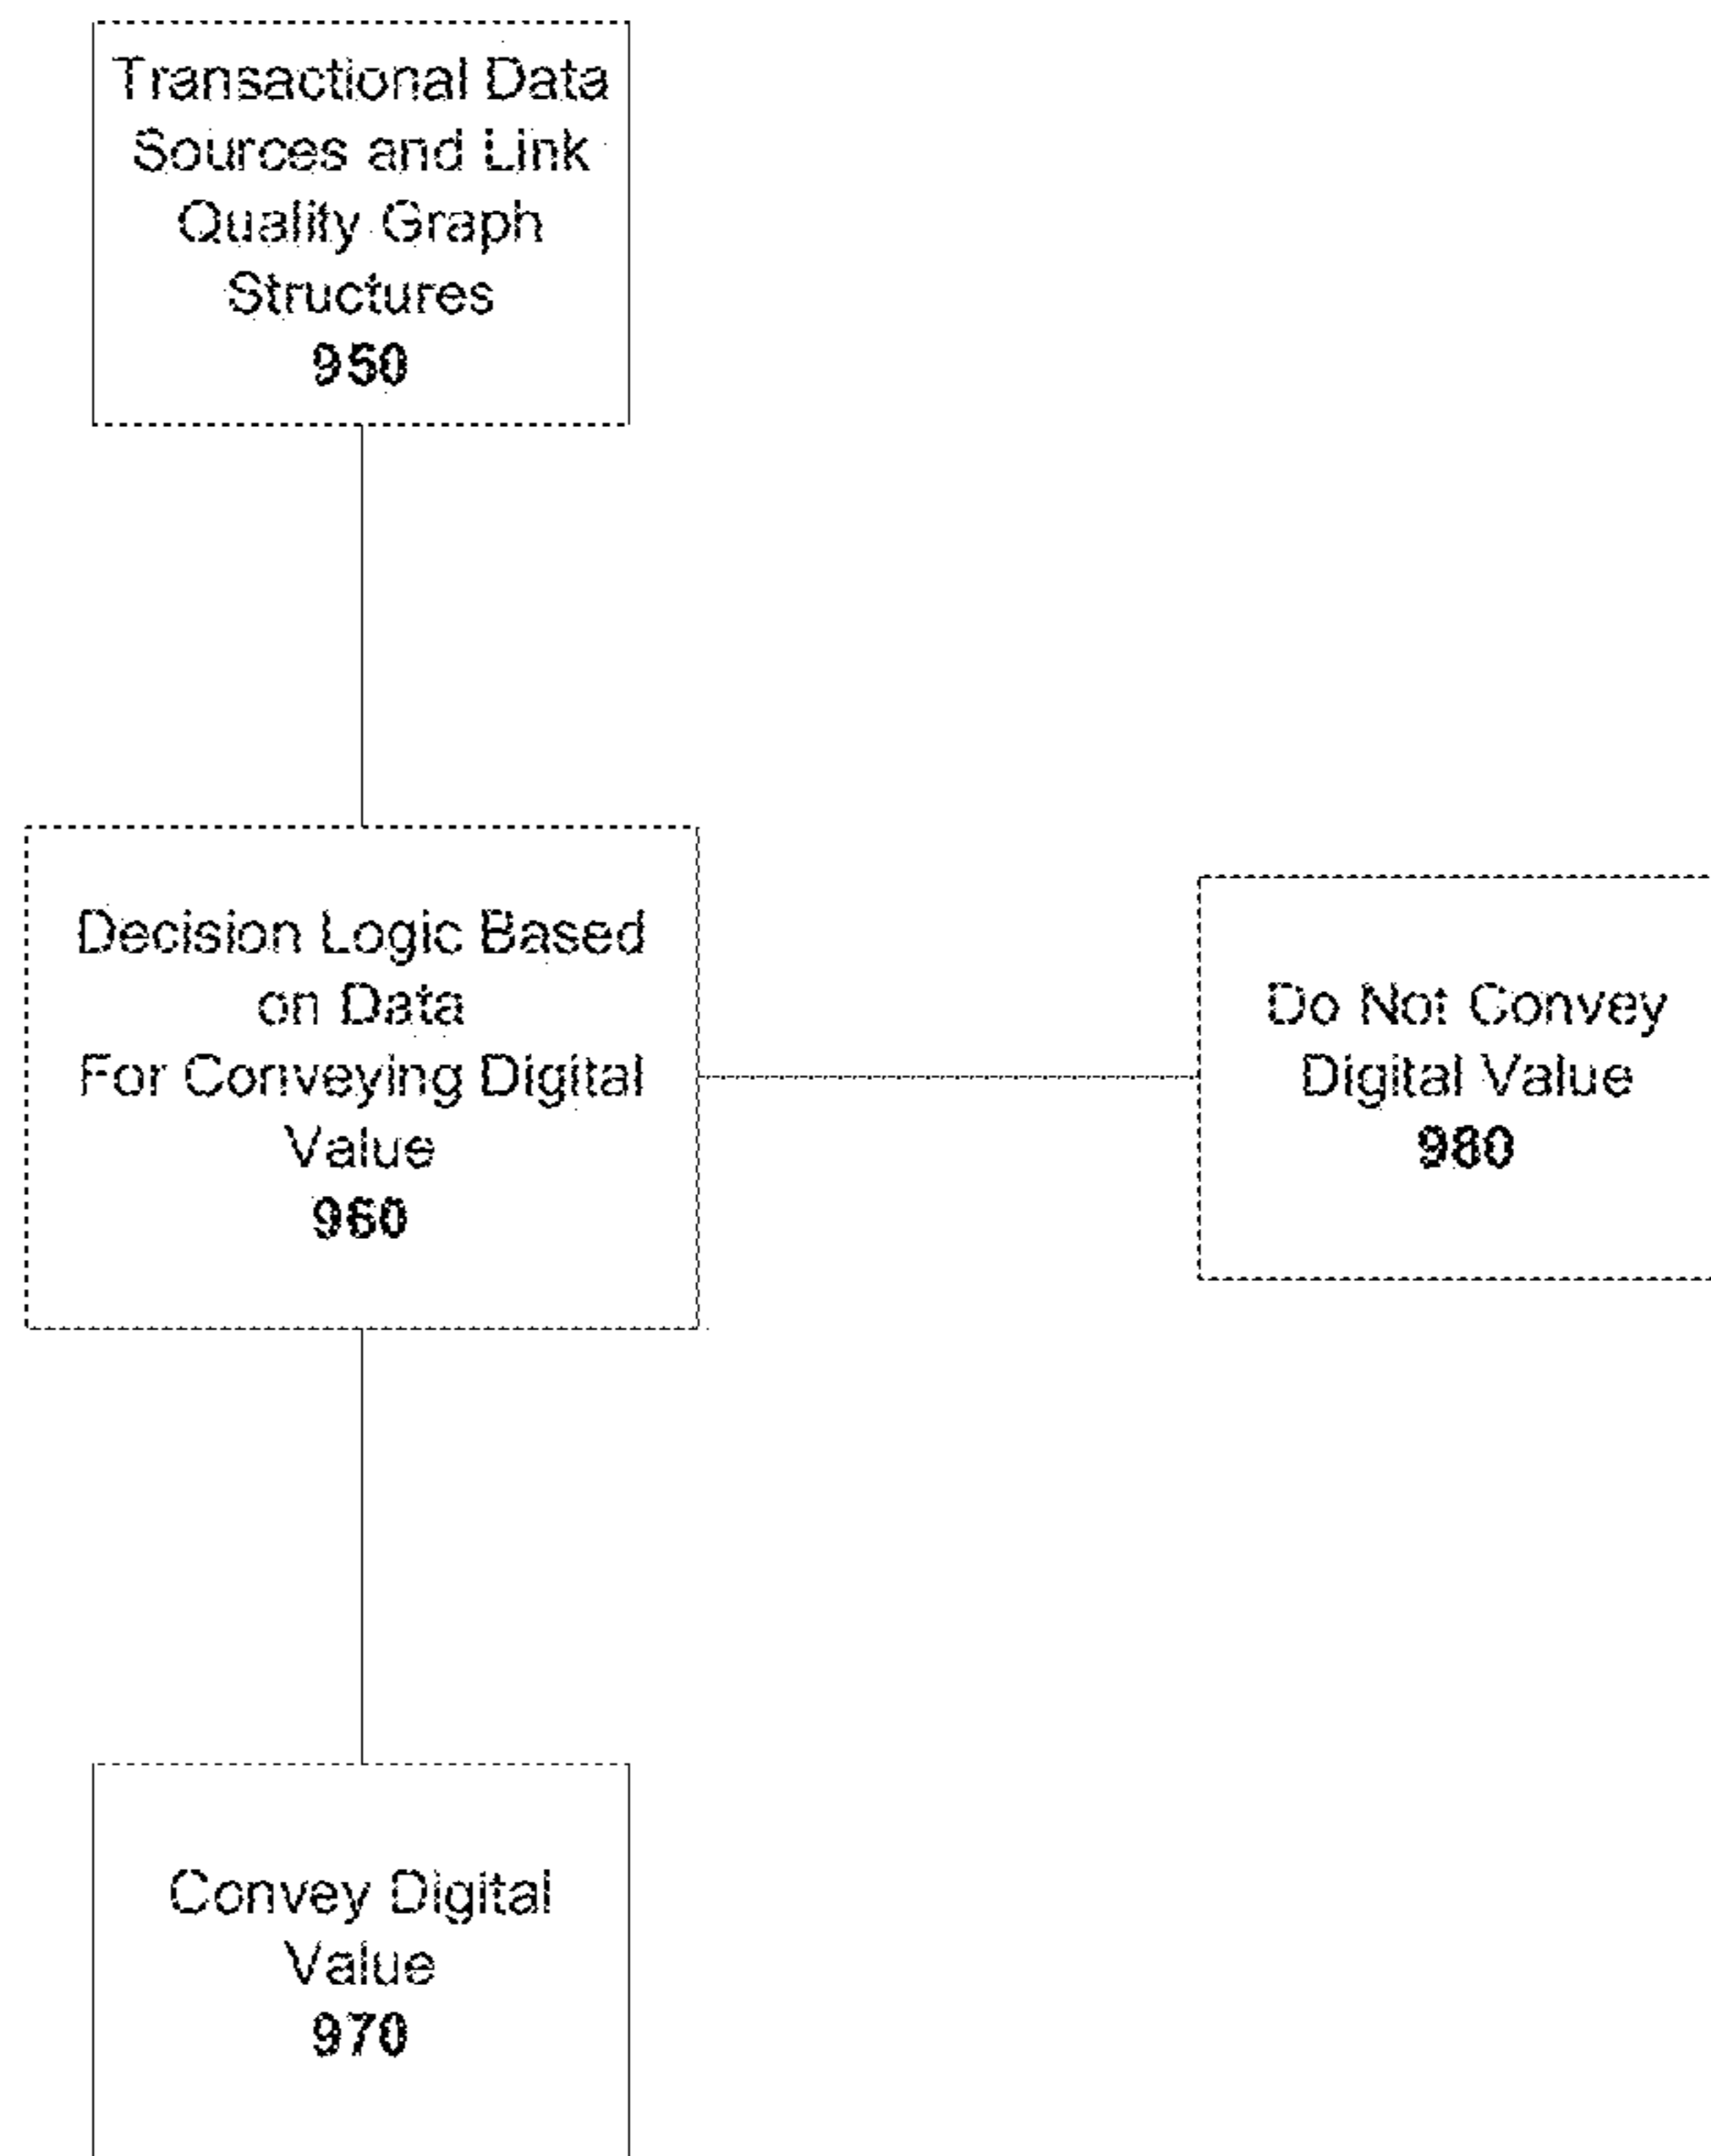 Transactional Data
Sources and Link
Quality Graph
Structures
950
Decision Logic Based
on Data
For Conveying Digital
Value
960
Do Not Convey
Digital Value
980
Convey Digital
Value
970